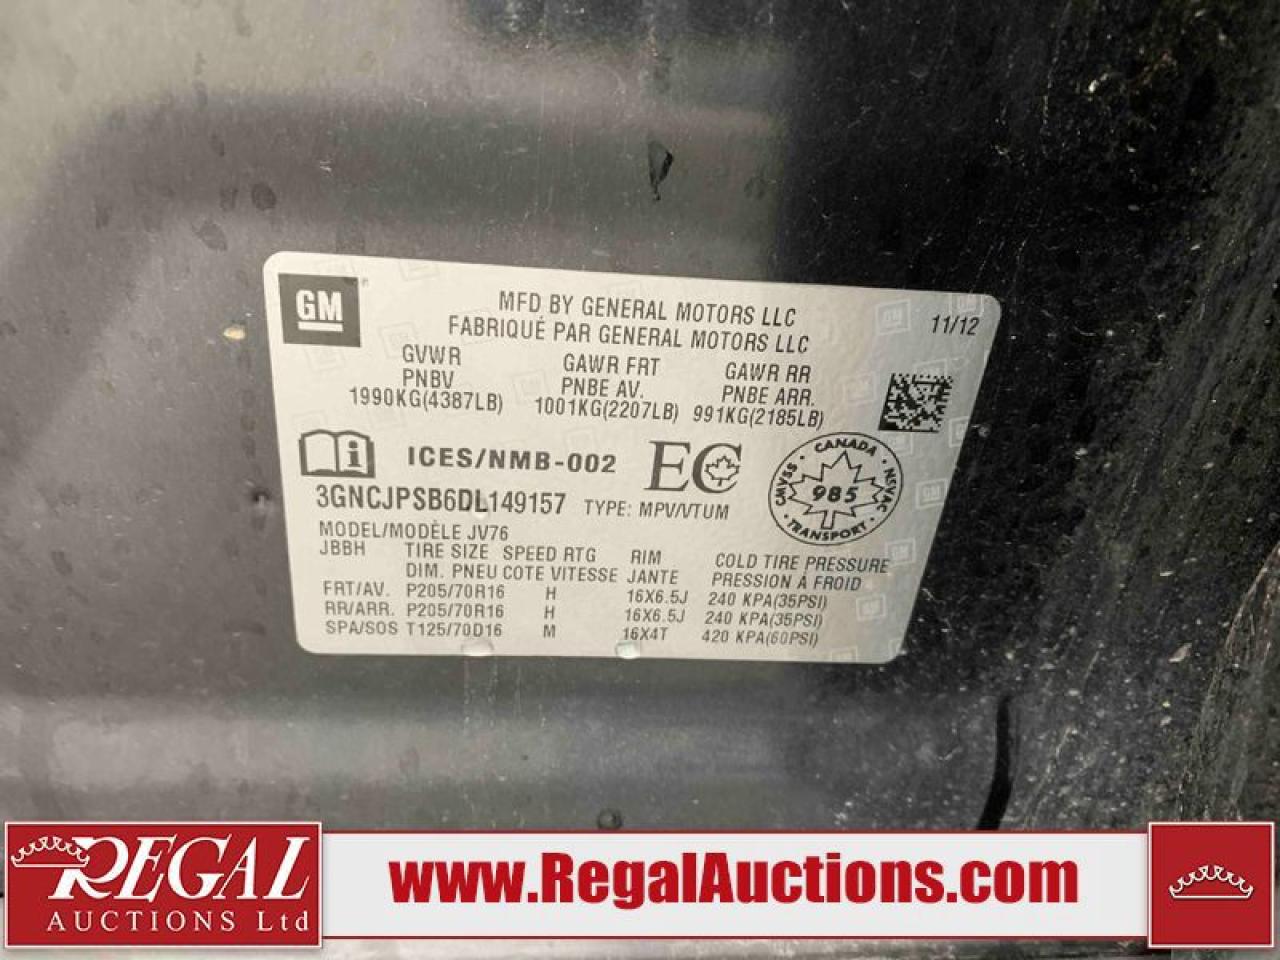 GM
MFD BY GENERAL MOTORS LLC
FABRIQUÉ PAR GENERAL MOTORS LLC
11/12
GVWR GAWR FRT GAWR RR
PNBV PNBE AV. PNBE ARR.
1990KG(4387LB) 1001KG(2207LB) 991KG(2185LB)
ICES/NMB-002 EC
CANADA
CMVSS 985 NSVAC
TRANSPORT
3GNCJPSB6DL149157 TYPE: MPV/VTUM
MODEL/MODÈLE JV76
JBBH TIRE SIZE SPEED RTG RIM COLD TIRE PRESSURE
DIM. PNEU COTE VITESSE JANTE PRESSION À FROID
FRT/AV. P205/70R16 H 16X6.5J 240 KPA(35PSI)
RR/ARR. P205/70R16 H 16X6.5J 240 KPA(35PSI)
SPA/SOS T125/70D16 M 16X4T 420 KPA(60PSI)
REGAL
AUCTIONS Ltd
www.RegalAuctions.com